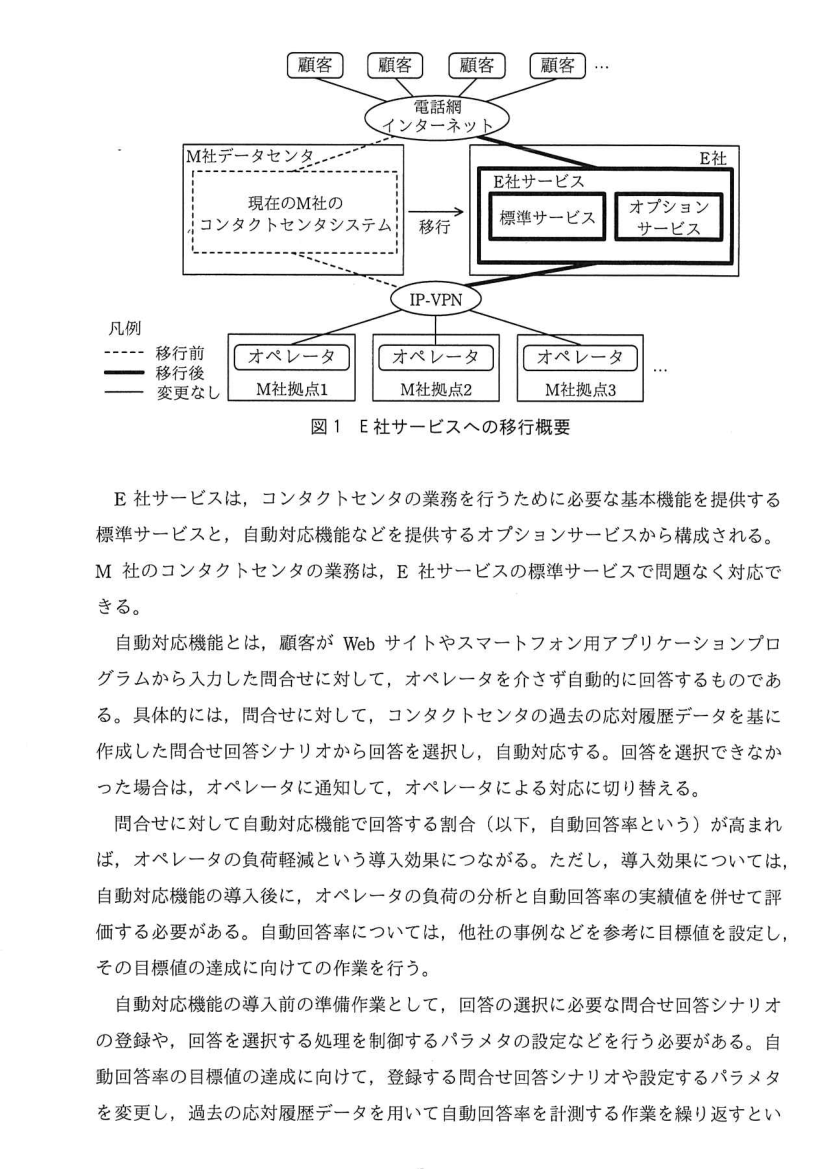 顧客 顧客 顧客 顧客 …
電話網
インターネット
M社データセンタ
現在のM社の
コンタクトセンタシステム
移行
E社
E社サービス
標準サービス
オプション
サービス
IP-VPN
凡例
移行前
移行後
変更なし
オペレータ オペレータ オペレータ …
M社拠点1 M社拠点2 M社拠点3
図1 E社サービスへの移行概要
E 社サービスは，コンタクトセンタの業務を行うために必要な基本機能を提供する
標準サービスと，自動対応機能などを提供するオプションサービスから構成される。
M 社のコンタクトセンタの業務は，E 社サービスの標準サービスで問題なく対応で
きる。
自動対応機能とは，顧客が Web サイトやスマートフォン用アプリケーションプロ
グラムから入力した問合せに対して，オペレータを介さず自動的に回答するものであ
る。具体的には，問合せに対して，コンタクトセンタの過去の応対履歴データを基に
作成した問合せ回答シナリオから回答を選択し，自動対応する。回答を選択できなか
った場合は，オペレータに通知して，オペレータによる対応に切り替える。
問合せに対して自動対応機能で回答する割合（以下，自動回答率という）が高まれ
ば，オペレータの負荷軽減という導入効果につながる。ただし，導入効果については，
自動対応機能の導入後に，オペレータの負荷の分析と自動回答率の実績値を併せて評
価する必要がある。自動回答率については，他社の事例などを参考に目標値を設定し，
その目標値の達成に向けての作業を行う。
自動対応機能の導入前の準備作業として，回答の選択に必要な問合せ回答シナリオ
の登録や，回答を選択する処理を制御するパラメタの設定などを行う必要がある。自
動回答率の目標値の達成に向けて，登録する問合せ回答シナリオや設定するパラメタ
を変更し，過去の応対履歴データを用いて自動回答率を計測する作業を繰り返すとい